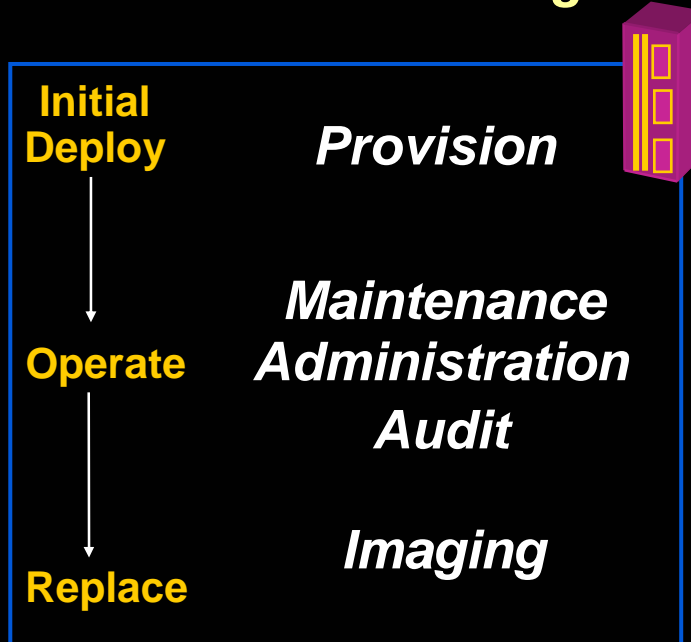 Initial
Deploy
Provision
Maintenance
Operate
Administration
Audit
Imaging
Replace